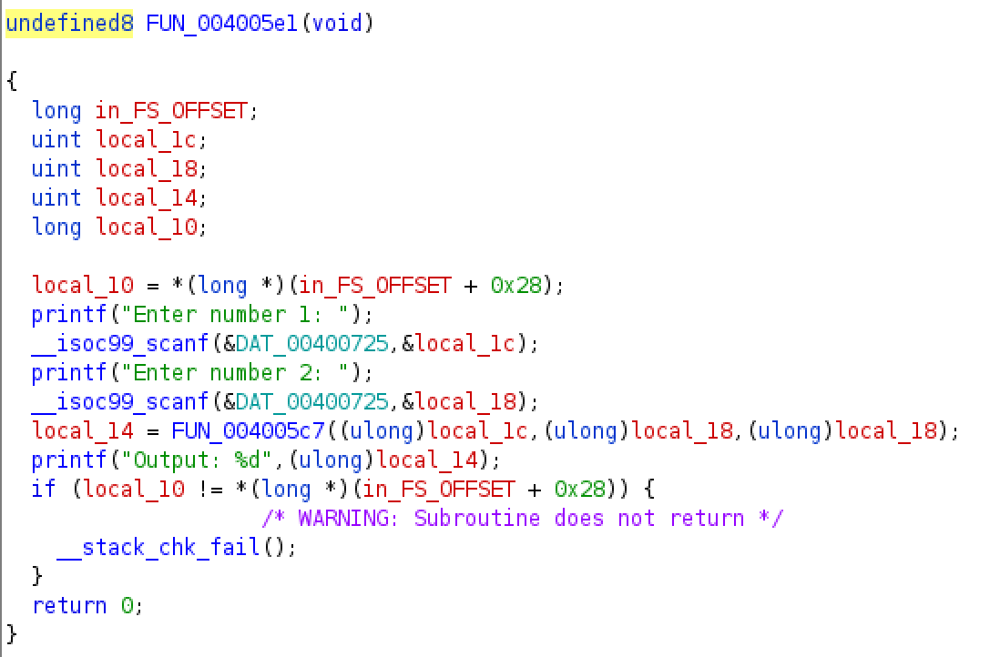 undefined8 FUN_004005e1(void)
{
long in_FS_OFFSET;
uint local_1c;
uint local_18;
uint local_14;
long local_10;
local_10 = *(long *)(in_FS_OFFSET + 0x28);
printf("Enter number 1: ");
__isoc99_scanf(&DAT_00400725,&local_1c);
printf("Enter number 2: ");
__isoc99_scanf(&DAT_00400725,&local_18);
local_14 = FUN_004005c7((ulong)local_1c,(ulong)local_18,(ulong)local_18);
printf("Output: %d",(ulong)local_14);
if (local_10 != *(long *)(in_FS_OFFSET + 0x28)) {
/* WARNING: Subroutine does not return */
__stack_chk_fail();
}
return 0;
}